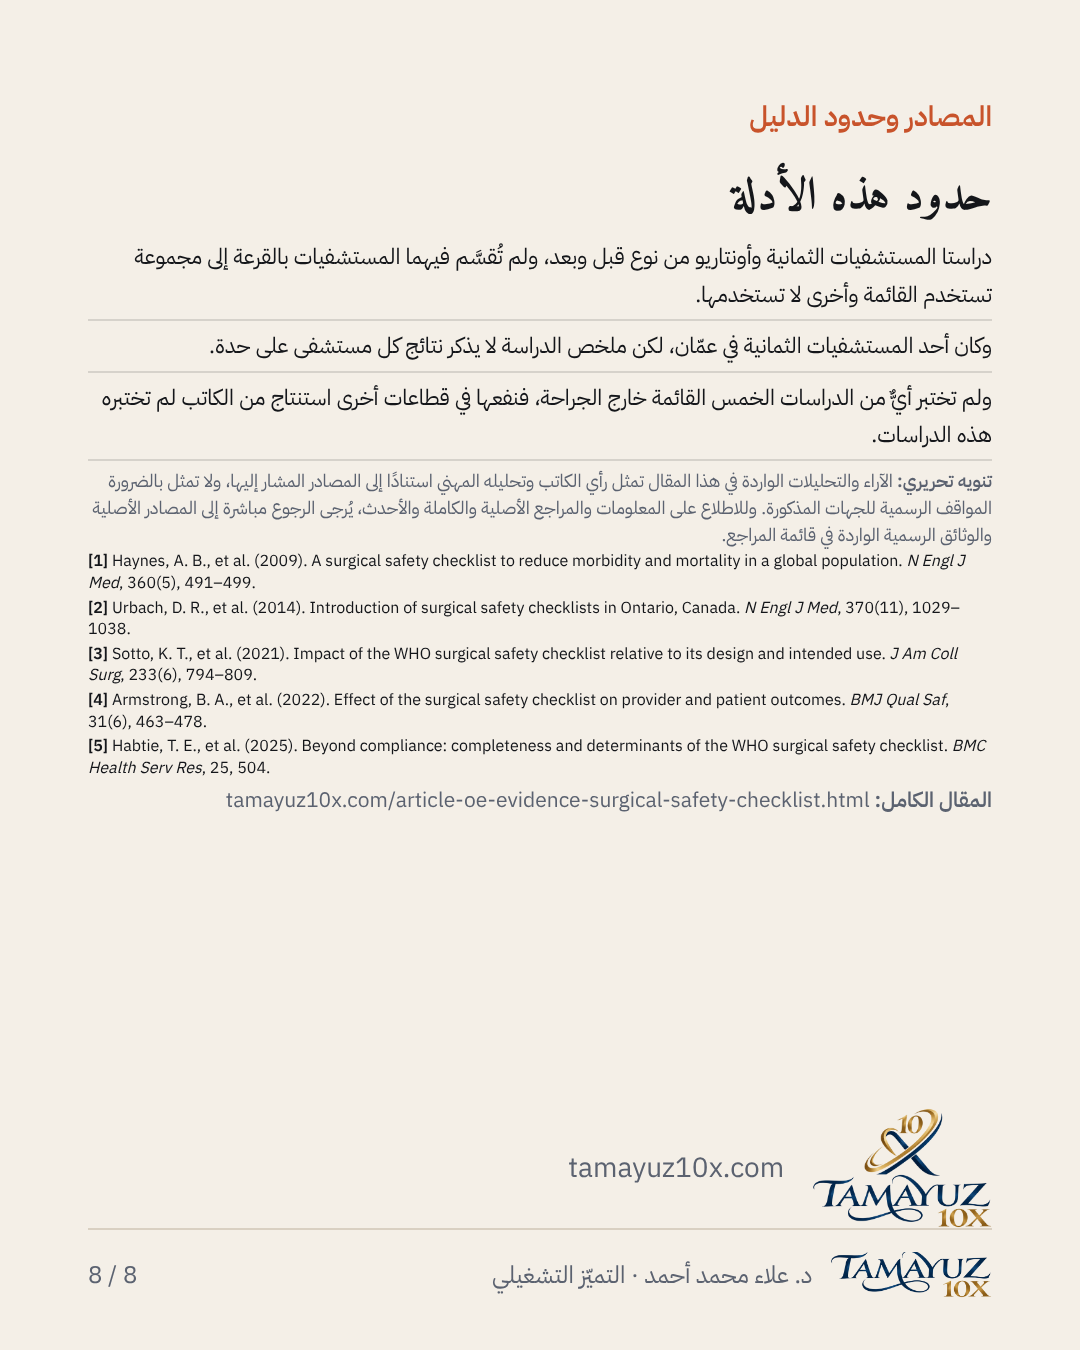 المصادر وحدود الدليل
حدود هذه الأدلة
دراستا المستشفيات الثمانية وأونتاريو من نوع قبل وبعد، ولم تُقسَّم فيهما المستشفيات بالقرعة إلى مجموعة
تستخدم القائمة وأخرى لا تستخدمها.
وكان أحد المستشفيات الثمانية في عمّان، لكن ملخص الدراسة لا يذكر نتائج كل مستشفى على حدة.
ولم تختبر أيٌّ من الدراسات الخمس القائمة خارج الجراحة، فنفعها في قطاعات أخرى استنتاج من الكاتب لم تختبره
هذه الدراسات.
تنويه تحريري: الآراء والتحليلات الواردة في هذا المقال تمثل رأي الكاتب وتحليله المهني استنادًا إلى المصادر المشار إليها، ولا تمثل بالضرورة
المواقف الرسمية للجهات المذكورة. وللاطلاع على المعلومات والمراجع الأصلية والكاملة والأحدث، يُرجى الرجوع مباشرة إلى المصادر الأصلية
والوثائق الرسمية الواردة في قائمة المراجع.
[1] Haynes, A. B., et al. (2009). A surgical safety checklist to reduce morbidity and mortality in a global population. N Engl J
Med, 360(5), 491–499.
[2] Urbach, D. R., et al. (2014). Introduction of surgical safety checklists in Ontario, Canada. N Engl J Med, 370(11), 1029–
1038.
[3] Sotto, K. T., et al. (2021). Impact of the WHO surgical safety checklist relative to its design and intended use. J Am Coll
Surg, 233(6), 794–809.
[4] Armstrong, B. A., et al. (2022). Effect of the surgical safety checklist on provider and patient outcomes. BMJ Qual Saf,
31(6), 463–478.
[5] Habtie, T. E., et al. (2025). Beyond compliance: completeness and determinants of the WHO surgical safety checklist. BMC
Health Serv Res, 25, 504.
المقال الكامل: tamayuz10x.com/article-oe-evidence-surgical-safety-checklist.html
10
TAMAYUZ
10X
tamayuz10x.com
TAMAYUZ
10X
د. علاء محمد أحمد · التميّز التشغيلي
8 / 8